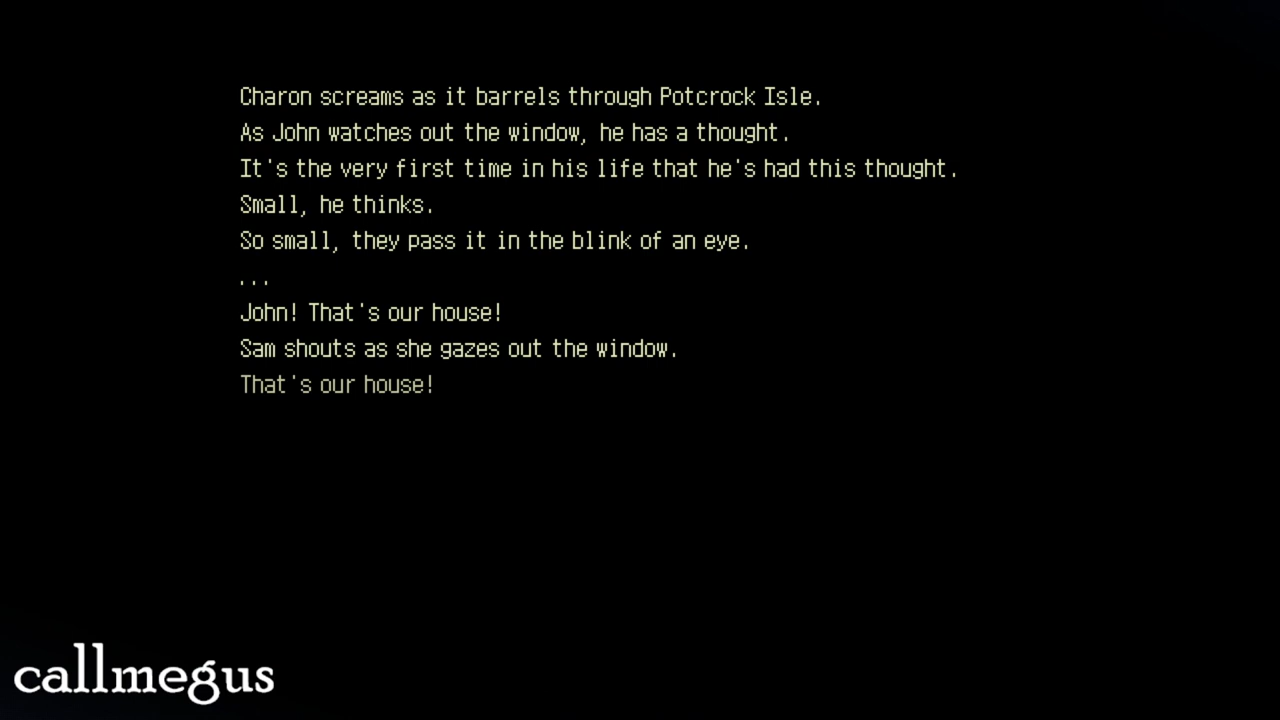 Charon screams as it barrels through Potcrock Isle.
As John watches out the window, he has a thought.
It's the very first time in his life that he's had this thought.
Small, he thinks.
So small, they pass it in the blink of an eye.
...
John! That's our house!
Sam shouts as she gazes out the window.
That's our house!
callmegus